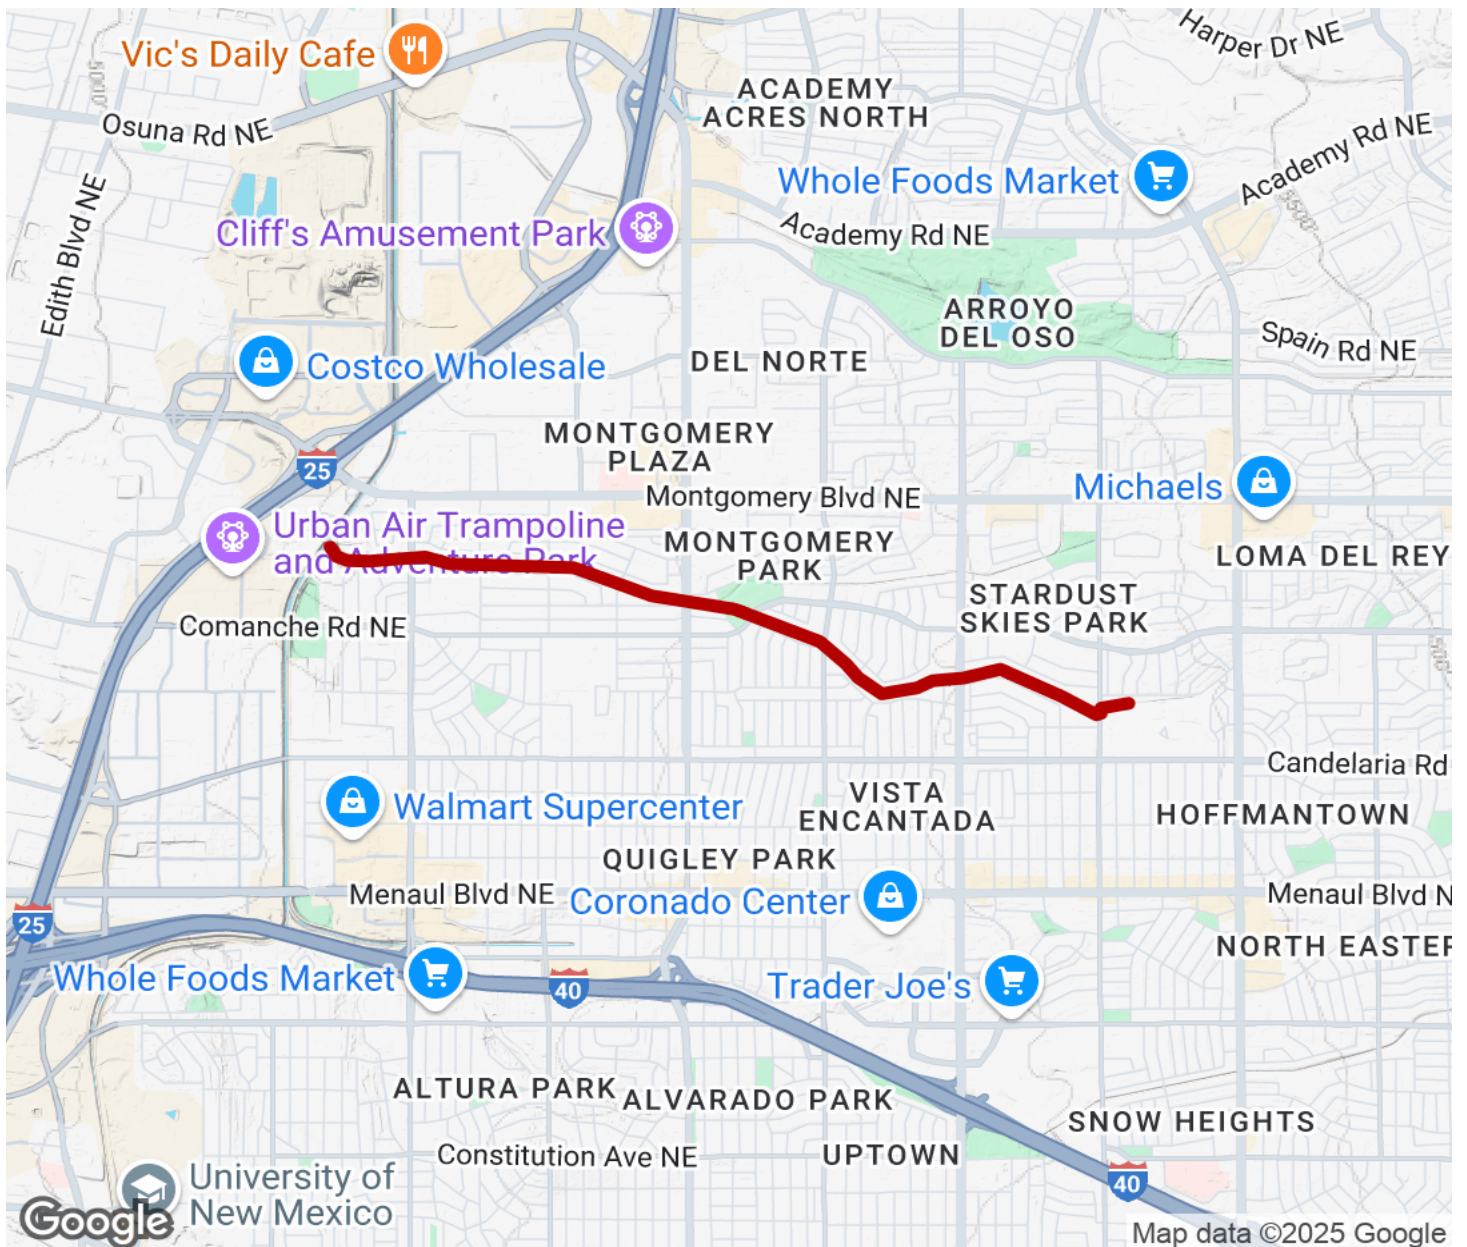 Harper Dr NE
Vic's Daily Cafe
ACADEMY
ACRES NORTH
Osuna Rd NE
Academy Rd NE
Whole Foods Market
Edith Blvd NE
Cliff's Amusement Park
Academy Rd NE
ARROYO
DEL OSO
Spain Rd NE
Costco Wholesale
DEL NORTE
MONTGOMERY
PLAZA
25
Montgomery Blvd NE
Michaels
Urban Air Trampoline
and Adventure Park
MONTGOMERY
PARK
LOMA DEL REY
STARDUST
SKIES PARK
Comanche Rd NE
Candelaria Rd
VISTA
ENCANTADA
Walmart Supercenter
HOFFMANTOWN
QUIGLEY PARK
Menaul Blvd NE
Coronado Center
Menaul Blvd N
25
NORTH EASTER
Whole Foods Market
40
Trader Joe's
ALTURA PARK
ALVARADO PARK
SNOW HEIGHTS
Constitution Ave NE
UPTOWN
40
University of
New Mexico
Google
Map data ©2025 Google